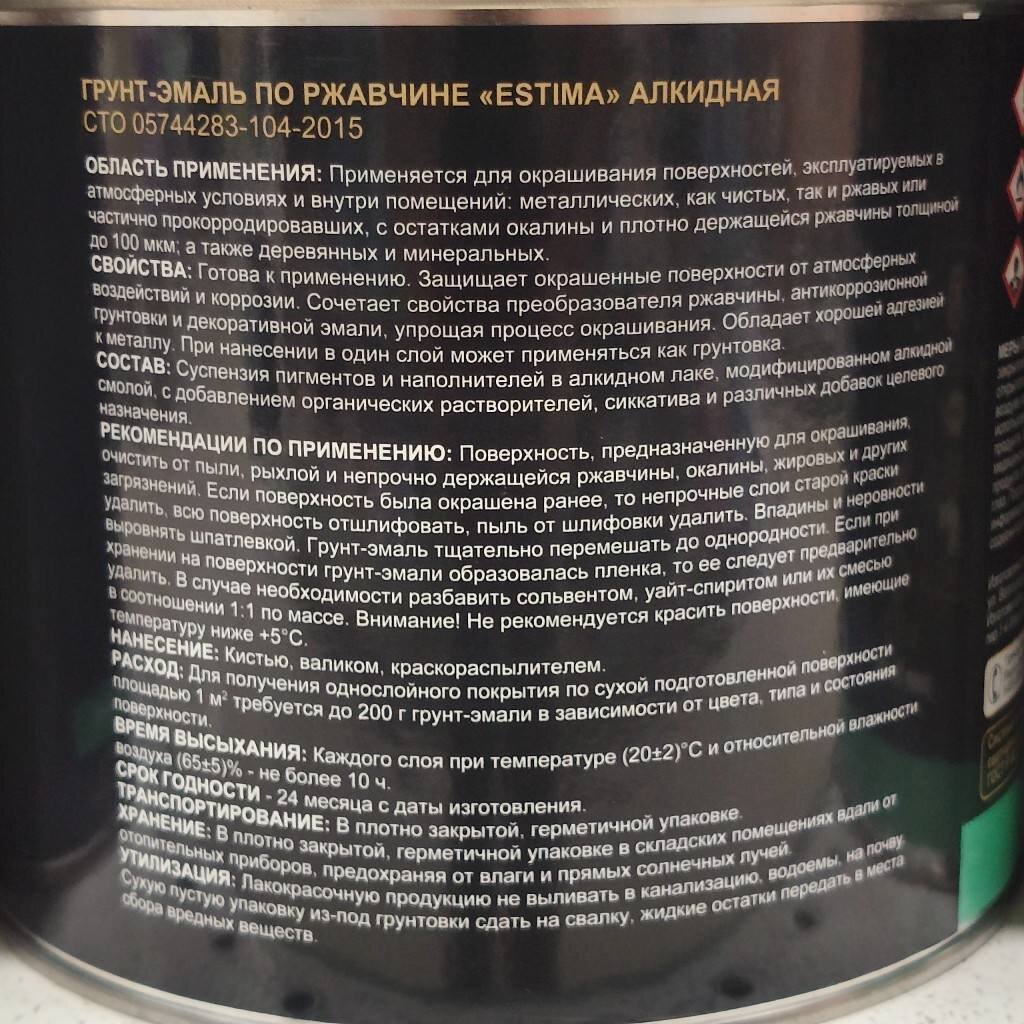 ГРУНТ-ЭМАЛЬ ПО РЖАВЧИНЕ «ESTIMA» АЛКИДНАЯ
СТО 05744283-104-2015
ОБЛАСТЬ ПРИМЕНЕНИЯ: Применяется для окрашивания поверхностей, эксплуатируемых в
атмосферных условиях и внутри помещений: металлических, как чистых, так и ржавых или
частично прокорродировавших, с остатками окалины и плотно держащейся ржавчины толщиной
до 100 мкм; а также деревянных и минеральных.
СВОЙСТВА: Готова к применению. Защищает окрашенные поверхности от атмосферных
воздействий и коррозии. Сочетает свойства преобразователя ржавчины, антикоррозионной
грунтовки и декоративной эмали, упрощая процесс окрашивания. Обладает хорошей адгезией
к металлу. При нанесении в один слой может применяться как грунтовка.
СОСТАВ: Суспензия пигментов и наполнителей в алкидном лаке, модифицированном алкидной
смолой, с добавлением органических растворителей, сиккатива и различных добавок целевого
назначения.
РЕКОМЕНДАЦИИ ПО ПРИМЕНЕНИЮ: Поверхность, предназначенную для окрашивания,
очистить от пыли, рыхлой и непрочно держащейся ржавчины, окалины, жировых и других
загрязнений. Если поверхность была окрашена ранее, то непрочные слои старой краски
удалить, всю поверхность отшлифовать, пыль от шлифовки удалить. Впадины и неровности
выровнять шпатлевкой. Грунт-эмаль тщательно перемешать до однородности. Если при
хранении на поверхности грунт-эмали образовалась пленка, то ее следует предварительно
удалить. В случае необходимости разбавить сольвентом, уайт-спиритом или их смесью
в соотношении 1:1 по массе. Внимание! Не рекомендуется красить поверхности, имеющие
температуру ниже +5°С.
НАНЕСЕНИЕ: Кистью, валиком, краскораспылителем.
РАСХОД: Для получения однослойного покрытия по сухой подготовленной поверхности
площадью 1 м² требуется до 200 г грунт-эмали в зависимости от цвета, типа и состояния
поверхности.
ВРЕМЯ ВЫСЫХАНИЯ: Каждого слоя при температуре (20±2)°С и относительной влажности
воздуха (65±5)% - не более 10 ч.
СРОК ГОДНОСТИ - 24 месяца с даты изготовления.
ТРАНСПОРТИРОВАНИЕ: В плотно закрытой, герметичной упаковке.
ХРАНЕНИЕ: В плотно закрытой, герметичной упаковке в складских помещениях вдали от
отопительных приборов, предохраняя от влаги и прямых солнечных лучей.
УТИЛИЗАЦИЯ: Лакокрасочную продукцию не выливать в канализацию, водоемы, на почву.
Сухую пустую упаковку из-под грунтовки сдать на свалку, жидкие остатки передать в места
сбора вредных веществ.